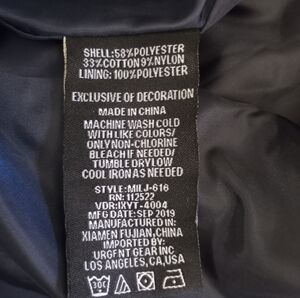 SHELL:58%POLYESTER
33%COTTON9%NYLON
LINING: 100%POLYESTER
EXCLUSIVE OF DECORATION
MADE IN CHINA
MACHINE WASH COLD
WITH LIKE COLORS/
ONLY NON-CHLORINE
BLEACH IF NEEDED/
TUMBLE DRY LOW
COOL IRON AS NEEDED
STYLE:MILJ-616
RN: 112522
VDR:IXYT-4004
MFG DATE: SEP 2019
MANUFACTURED IN:
XIAMEN FUJIAN,CHINA
IMPORTED BY:
URGENT GEAR INC
LOS ANGELES, CA,USA
30C